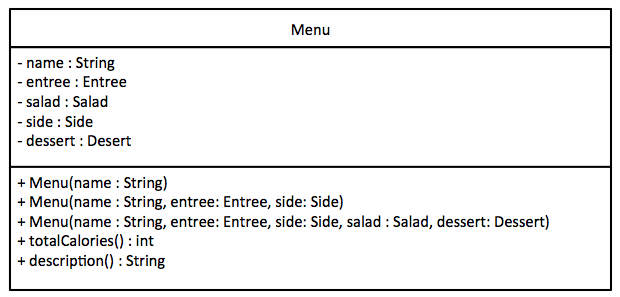 Menu
- name : String
- entree : Entree
- salad : Salad
- side : Side
- dessert : Desert
+ Menu(name : String)
+ Menu(name : String, entree: Entree, side: Side)
+ Menu(name : String, entree: Entree, side: Side, salad : Salad, dessert: Dessert)
+ totalCalories() : int
+ description() : String